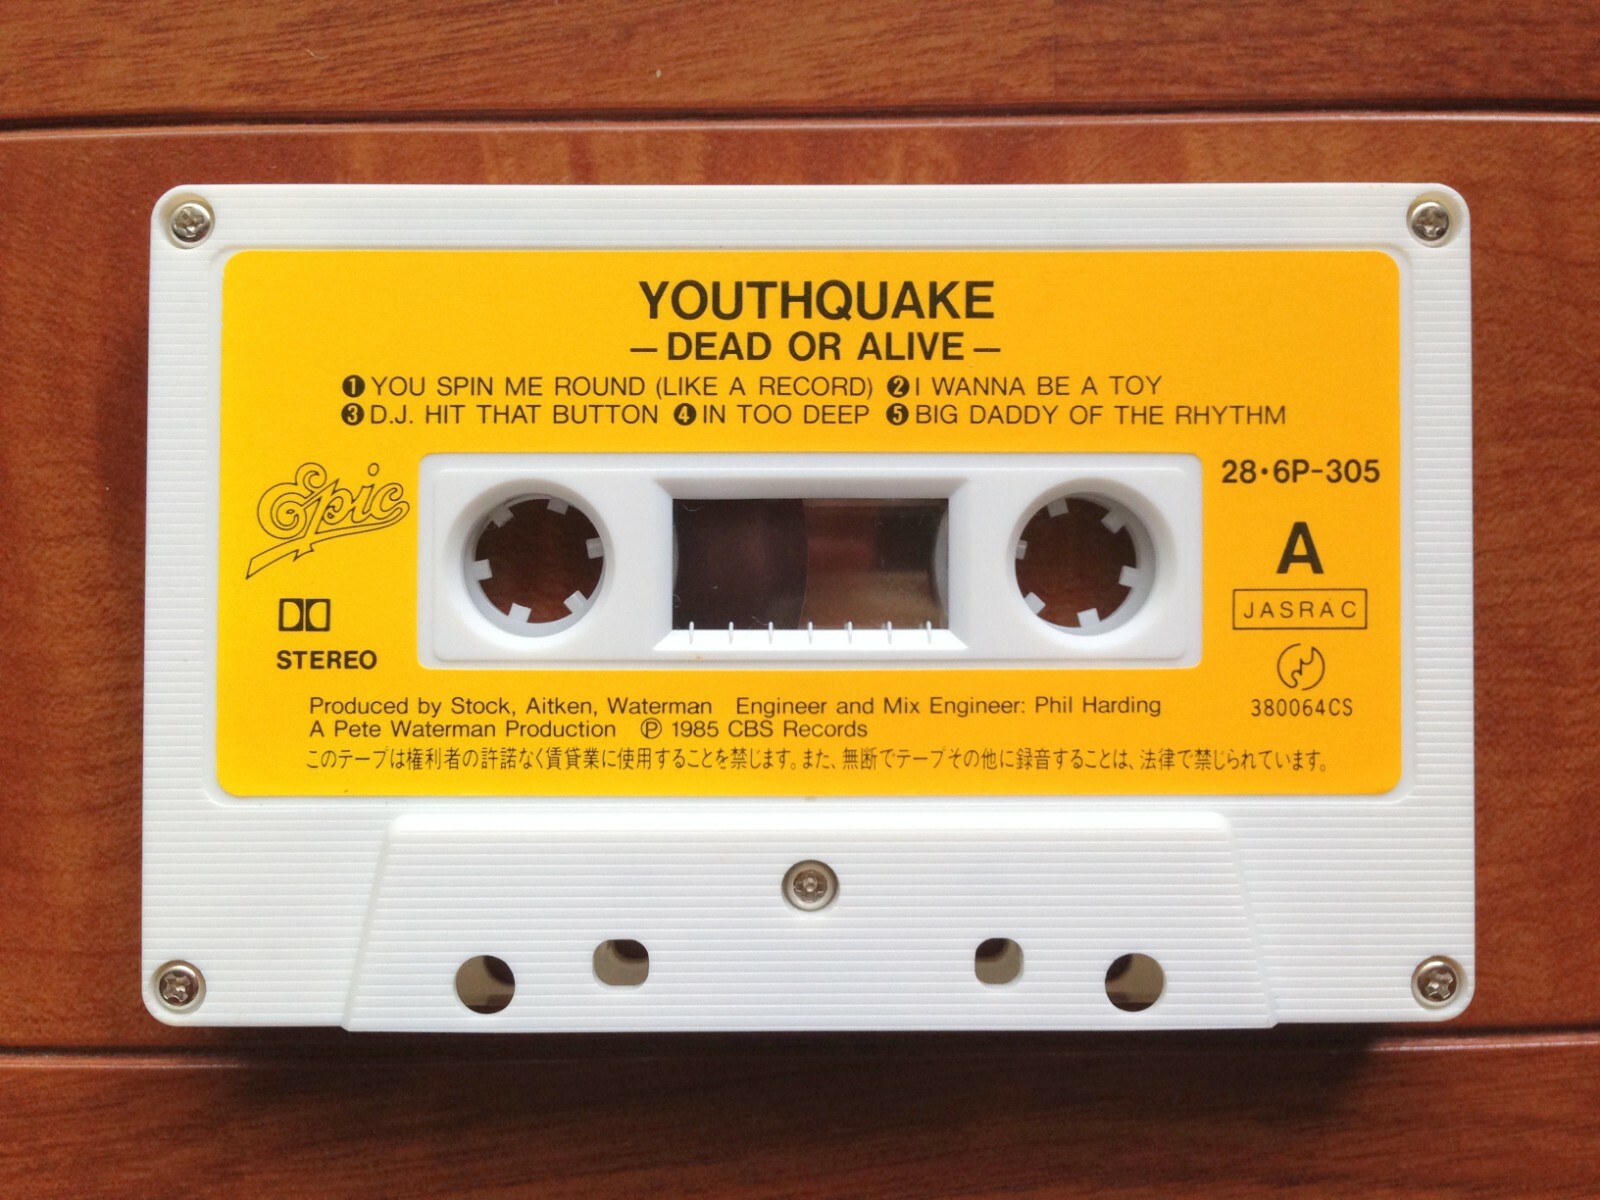 YOUTHQUAKE
—DEAD OR ALIVE—
❶YOU SPIN ME ROUND (LIKE A RECORD) ❷I WANNA BE A TOY
❸D.J. HIT THAT BUTTON ❹IN TOO DEEP ❺BIG DADDY OF THE RHYTHM
Epic
28・6P-305
A
JASRAC
STEREO
380064CS
Produced by Stock, Aitken, Waterman Engineer and Mix Engineer: Phil Harding
A Pete Waterman Production Ⓟ 1985 CBS Records
このテープは権利者の許諾なく賃貸業に使用することを禁じます。また、無断でテープその他に録音することは、法律で禁じられています。